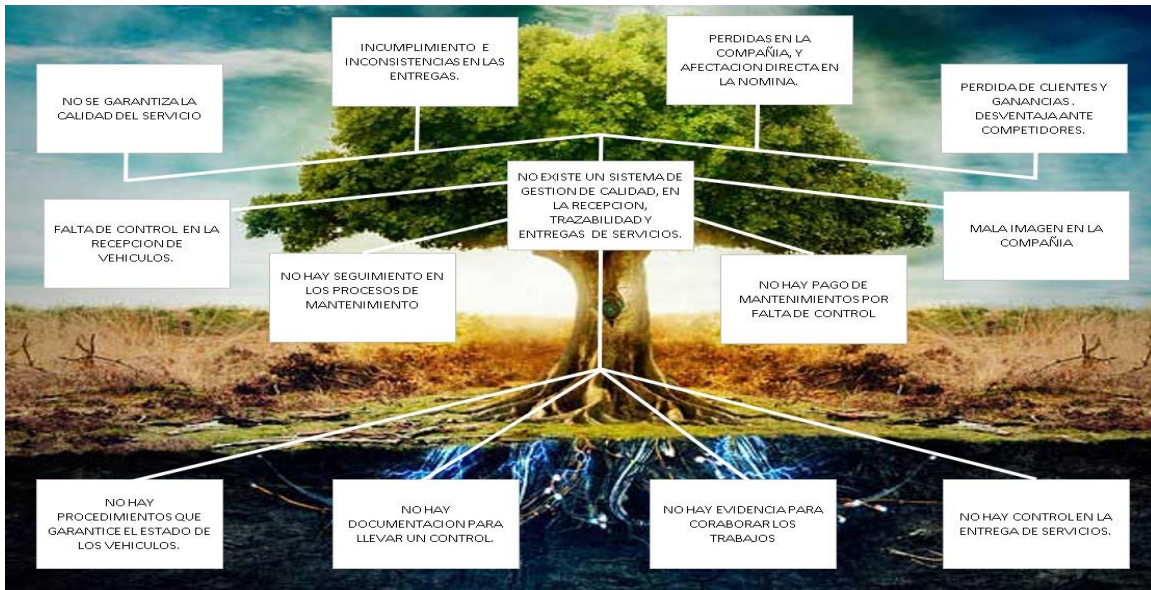 INCUMPLIMIENTO E
INCONSISTENCIAS EN LAS
ENTREGAS.
PERDIDAS EN LA
COMPAÑIA, Y
AFECTACION DIRECTA EN
LA NOMINA.
NO SE GARANTIZA LA
CALIDAD DEL SERVICIO
PERDIDA DE CLIENTES Y
GANANCIAS .
DESVENTAJA ANTE
COMPETIDORES.
NO EXISTE UN SISTEMA DE
GESTION DE CALIDAD, EN
LA RECEPCION,
TRAZABILIDAD Y
ENTREGAS DE SERVICIOS.
FALTA DE CONTROL EN LA
RECEPCION DE
VEHICULOS.
MALA IMAGEN EN LA
COMPAÑIA
NO HAY SEGUIMIENTO EN
LOS PROCESOS DE
MANTENIMIENTO
NO HAY PAGO DE
MANTENIMIENTOS POR
FALTA DE CONTROL
NO HAY
PROCEDIMIENTOS QUE
GARANTICE EL ESTADO DE
LOS VEHICULOS.
NO HAY
DOCUMENTACION PARA
LLEVAR UN CONTROL.
NO HAY EVIDENCIA PARA
CORABORAR LOS
TRABAJOS
NO HAY CONTROL EN LA
ENTREGA DE SERVICIOS.